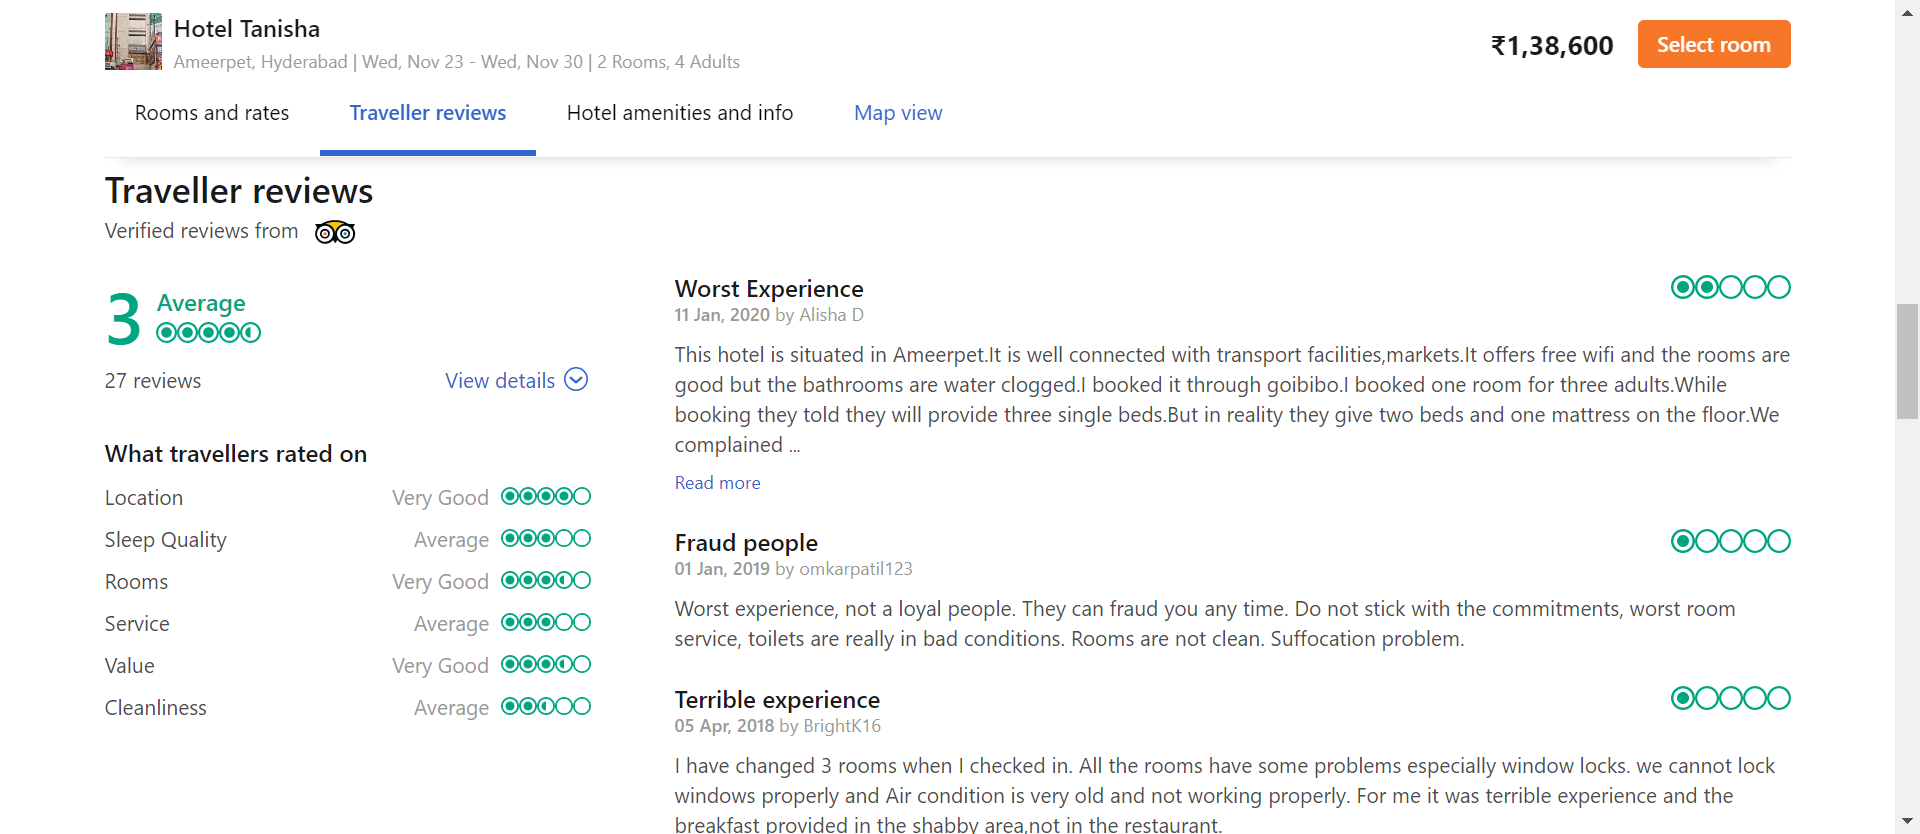 Hotel Tanisha
Ameerpet, Hyderabad | Wed, Nov 23 - Wed, Nov 30 | 2 Rooms, 4 Adults
₹1,38,600
Select room
Rooms and rates
Traveller reviews
Hotel amenities and info
Map view
Traveller reviews
Verified reviews from
3
Average
27 reviews
View details
What travellers rated on
Location Very Good
Sleep Quality Average
Rooms Very Good
Service Average
Value Very Good
Cleanliness Average
Worst Experience
11 Jan, 2020 by Alisha D
This hotel is situated in Ameerpet.It is well connected with transport facilities,markets.It offers free wifi and the rooms are
good but the bathrooms are water clogged.I booked it through goibibo.I booked one room for three adults.While
booking they told they will provide three single beds.But in reality they give two beds and one mattress on the floor.We
complained ...
Read more
Fraud people
01 Jan, 2019 by omkarpatil123
Worst experience, not a loyal people. They can fraud you any time. Do not stick with the commitments, worst room
service, toilets are really in bad conditions. Rooms are not clean. Suffocation problem.
Terrible experience
05 Apr, 2018 by BrightK16
I have changed 3 rooms when I checked in. All the rooms have some problems especially window locks. we cannot lock
windows properly and Air condition is very old and not working properly. For me it was terrible experience and the
breakfast provided in the shabby area,not in the restaurant.